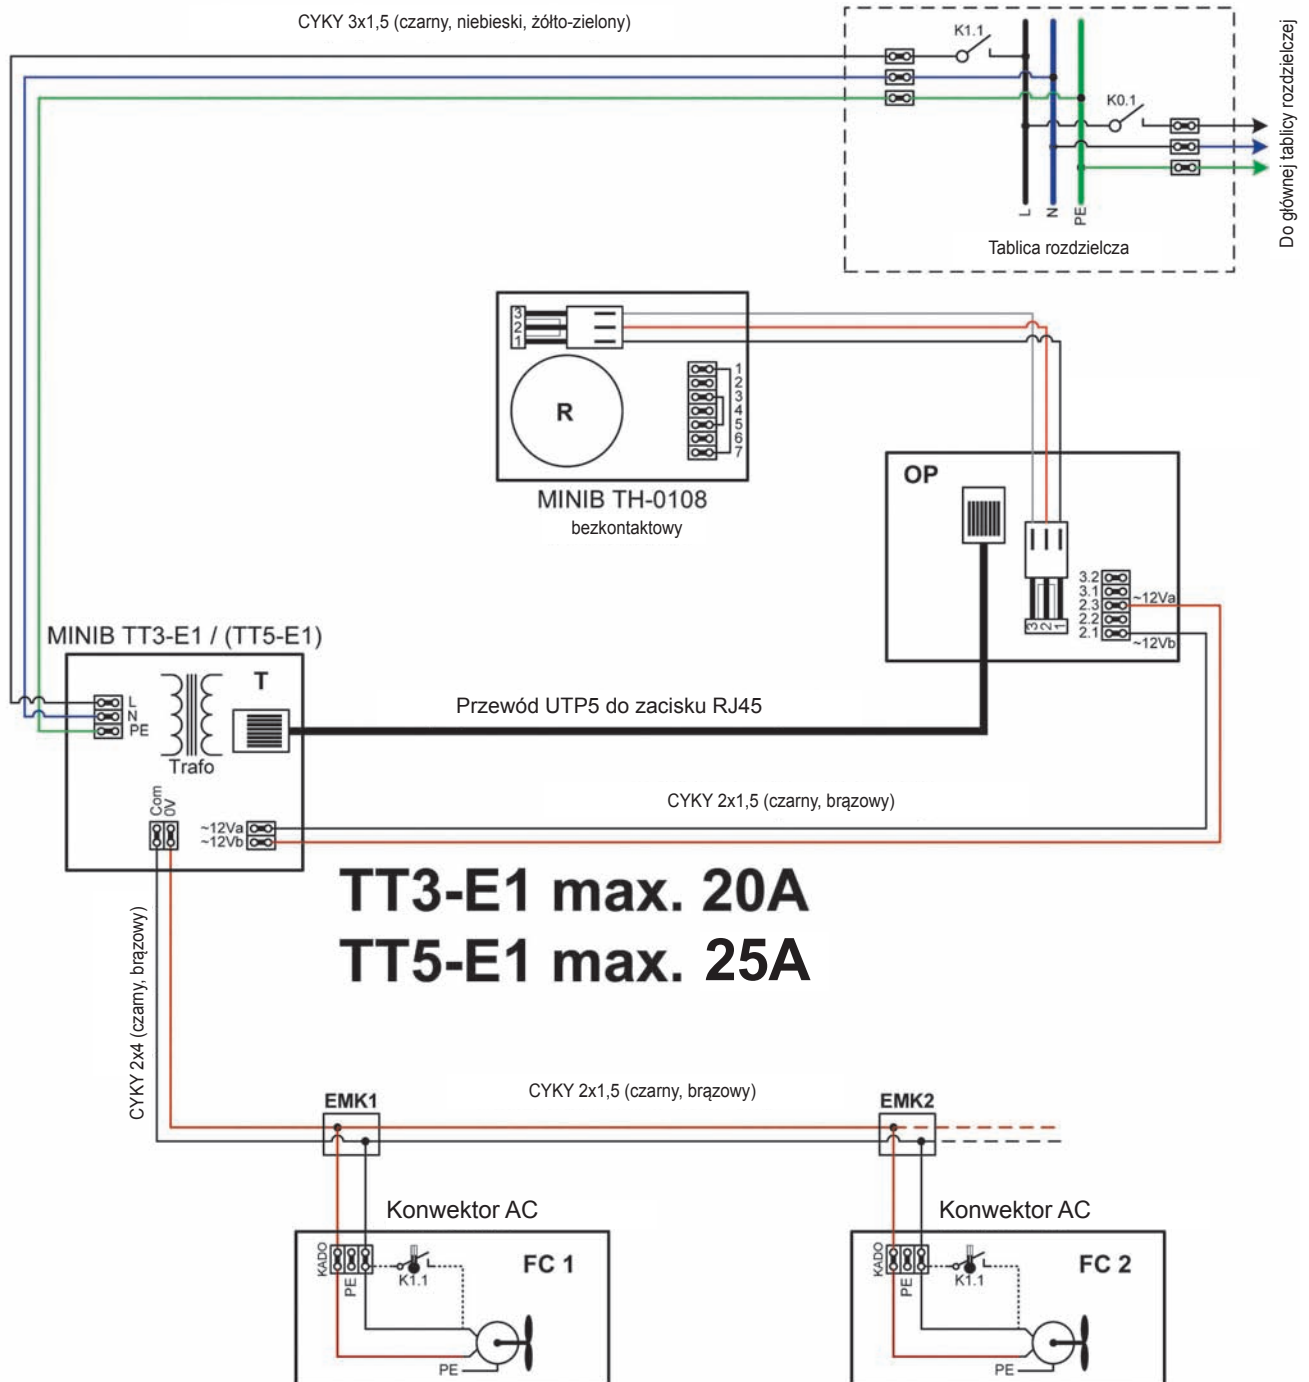 CYKY 3x1,5 (czarny, niebieski, żółto-zielony)
K1.1
K0.1
L
N
PE
Tablica rozdzielcza
Do głównej tablicy rozdzielczej
3
2
1
R
1
2
3
4
5
6
7
MINIB TH-0108
bezkontaktowy
OP
3.2
3.1
2.3
2.2
2.1
~12Va
~12Vb
3
2
1
MINIB TT3-E1 / (TT5-E1)
L
N
PE
T
Trafo
Com
0V
~12Va
~12Vb
Przewód UTP5 do zacisku RJ45
CYKY 2x1,5 (czarny, brązowy)
TT3-E1 max. 20A
TT5-E1 max. 25A
CYKY 2x4 (czarny, brązowy)
EMK1
CYKY 2x1,5 (czarny, brązowy)
EMK2
Konwektor AC
KADO
PE
K1.1
FC 1
PE
Konwektor AC
KADO
PE
K1.1
FC 2
PE